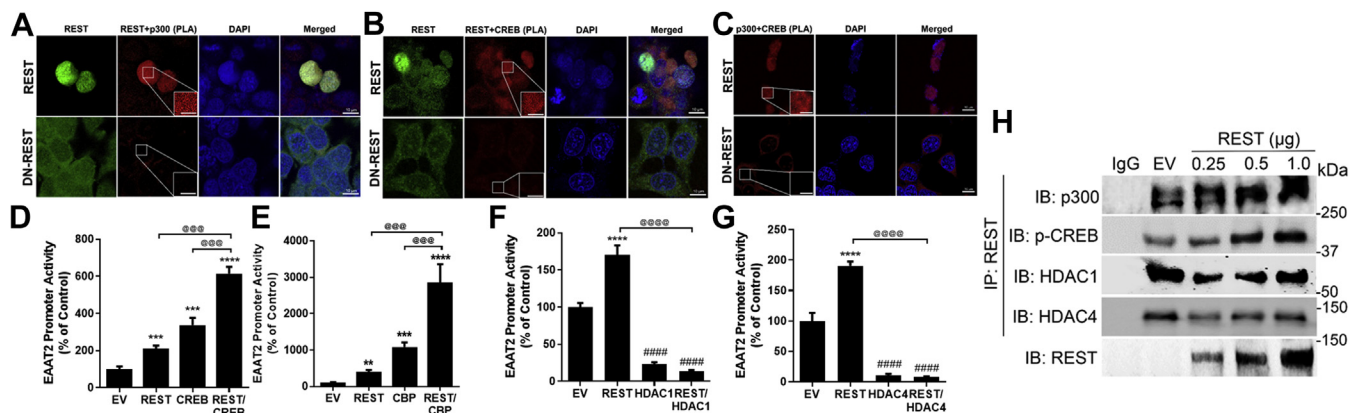 A
REST REST+p300 (PLA) DAPI Merged
REST
DN-REST
B
REST REST+CREB (PLA) DAPI Merged
REST
DN-REST
C
p300+CREB (PLA) DAPI Merged
REST
DN-REST
D
EAAT2 Promoter Activity
(% of Control)
800
600
400
200
0
@@@
@@@
*** *** ****
EV REST CREB REST/
CREB
E
EAAT2 Promoter Activity
(% of Control)
4000
3000
2000
1000
0
@@@
@@@
** *** ****
EV REST CBP REST/
CBP
F
EAAT2 Promoter Activity
(% of Control)
200
150
100
50
0
@@@@
**** #### ####
EV REST HDAC1 REST/
HDAC1
G
EAAT2 Promoter Activity
(% of Control)
250
200
150
100
50
0
@@@@
**** #### ####
EV REST HDAC4 REST/
HDAC4
H
REST (µg)
IgG EV 0.25 0.5 1.0 kDa
IP: REST
IB: p300
-250
IB: p-CREB
-37
IB: HDAC1
-50
IB: HDAC4
-150
-150
IB: REST